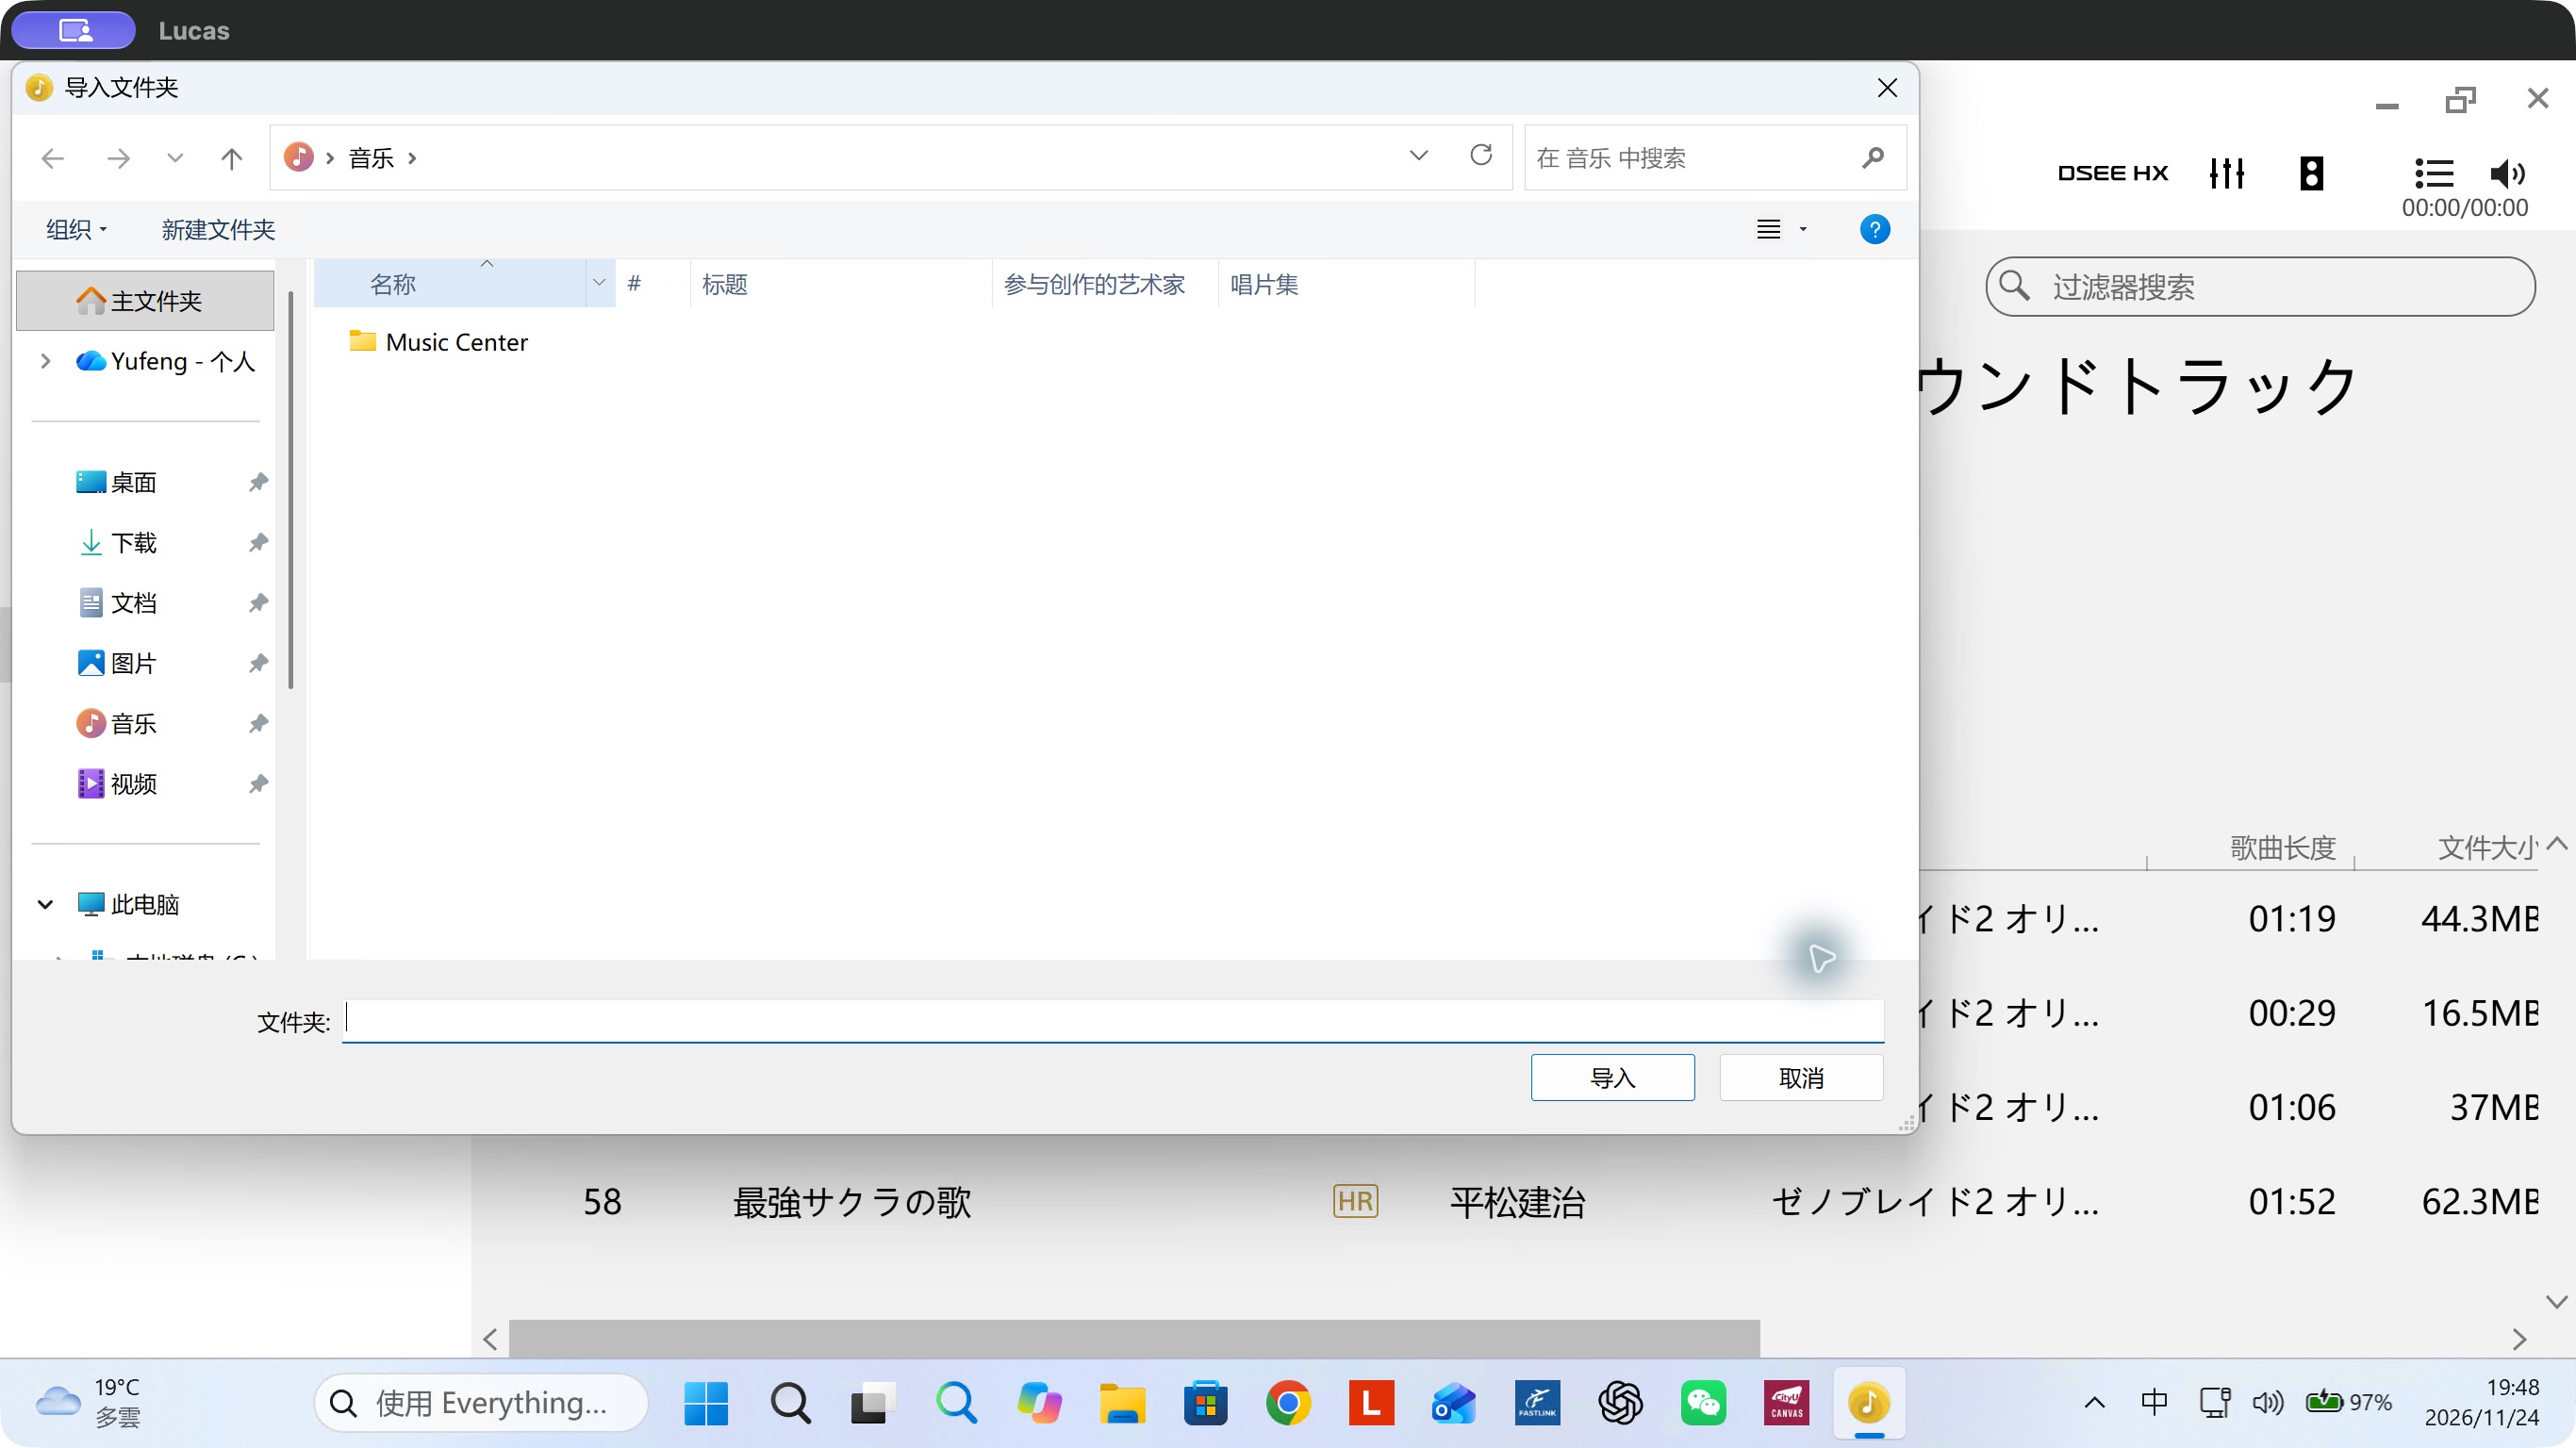 Lucas
导入文件夹
音乐
在 音乐 中搜索
DSEE HX
00:00/00:00
组织
新建文件夹
主文件夹
名称
#
标题
参与创作的艺术家
唱片集
过滤器搜索
Music Center
Yufeng - 个人
ウンドトラック
桌面
下载
文档
图片
音乐
视频
此电脑
歌曲长度
文件大小
イド2 オリ...
01:19
44.3MB
文件夹:
イド2 オリ...
00:29
16.5MB
导入
取消
イド2 オリ...
01:06
37MB
58
最強サクラの歌
HR
平松建治
ゼノブレイド2 オリ...
01:52
62.3MB
19°C
多雲
使用 Everything...
L
FASTLINK
CityU
CANVAS
中
97%
19:48
2026/11/24